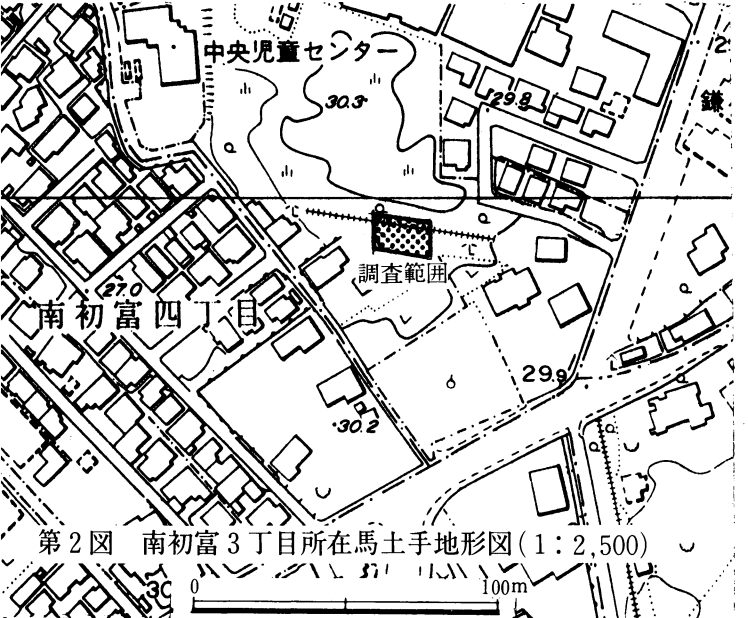 中央児童センター
30.3
29.8
鎌
調査範囲
27.0
南初富四丁目
29.9
30.2
第2図 南初富3丁目所在馬土手地形図(1:2,500)
0 100m